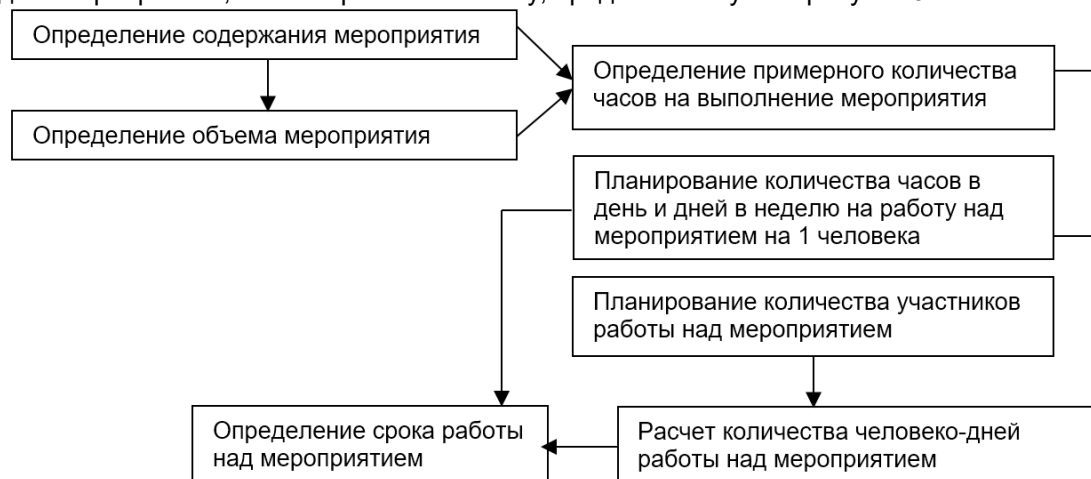 Определение содержания мероприятия
Определение объема мероприятия
Определение примерного количества
часов на выполнение мероприятия
Планирование количества часов в
день и дней в неделю на работу над
мероприятием на 1 человека
Планирование количества участников
работы над мероприятием
Определение срока работы
над мероприятием
Расчет количества человеко-дней
работы над мероприятием